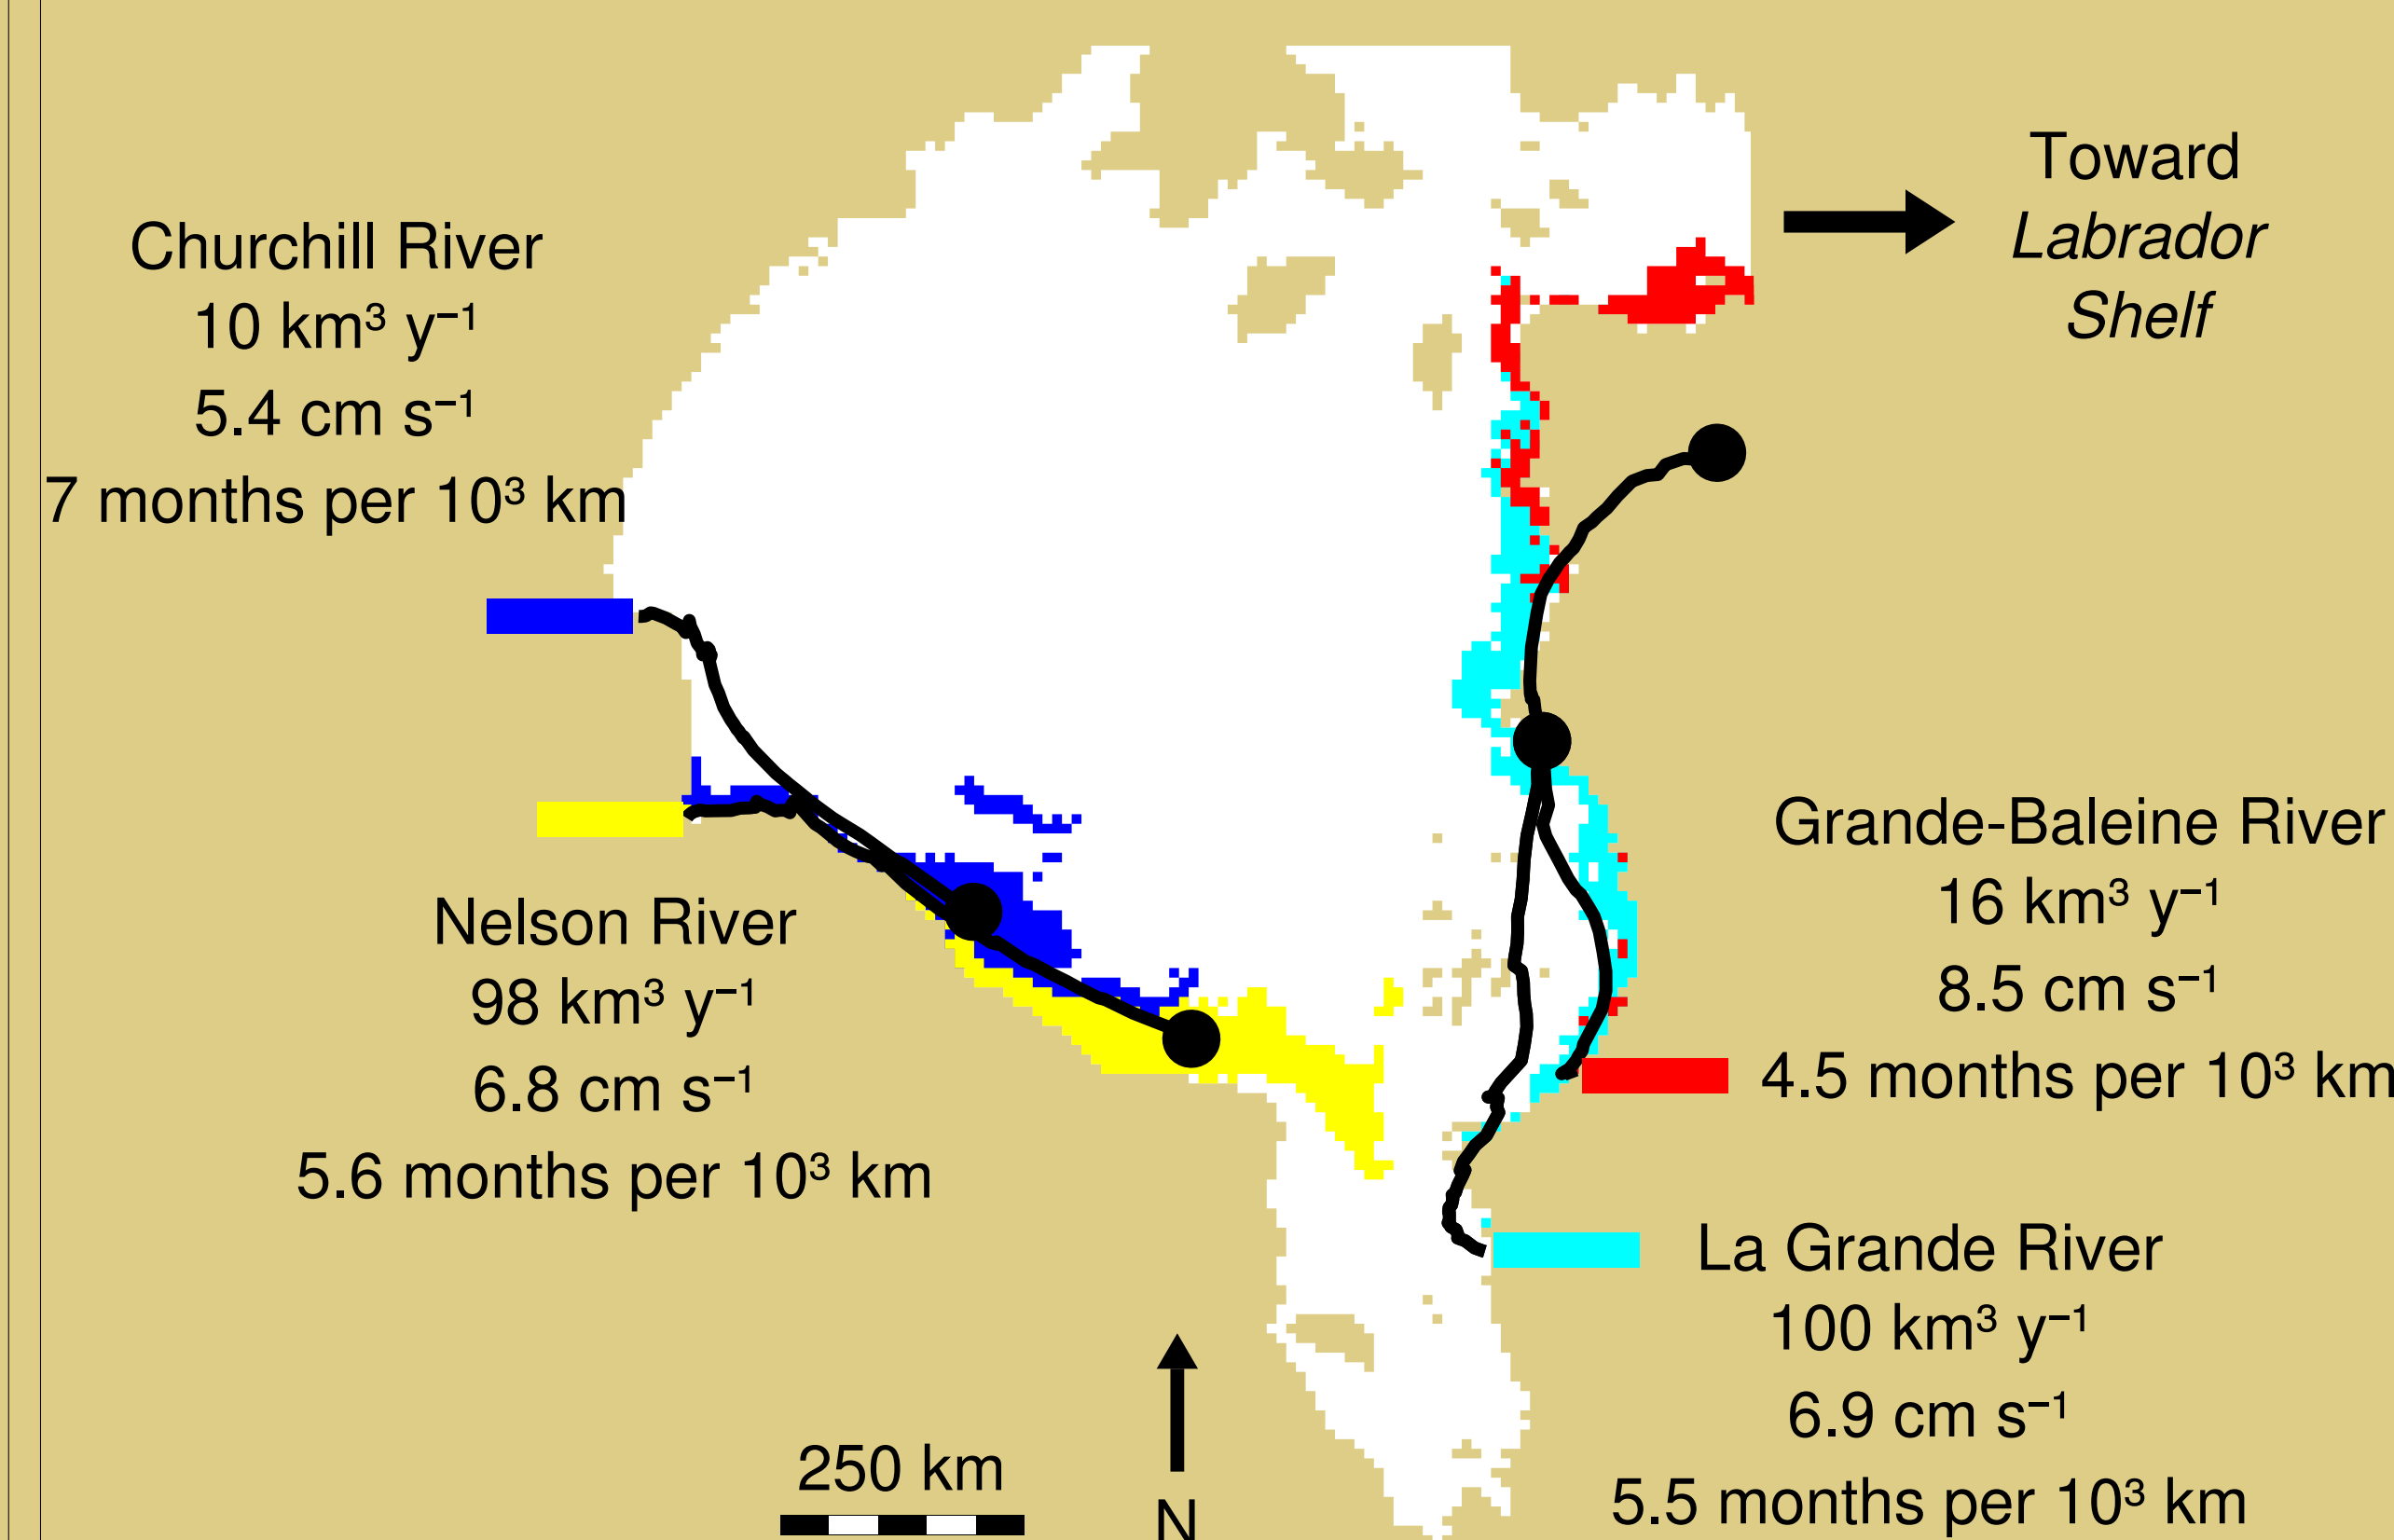 Toward
Labrador
Shelf
Churchill River
10 km³ y⁻¹
5.4 cm s⁻¹
7 months per 10³ km
Nelson River
98 km³ y⁻¹
6.8 cm s⁻¹
5.6 months per 10³ km
Grande-Baleine River
16 km³ y⁻¹
8.5 cm s⁻¹
4.5 months per 10³ km
La Grande River
100 km³ y⁻¹
6.9 cm s⁻¹
5.5 months per 10³ km
250 km
N